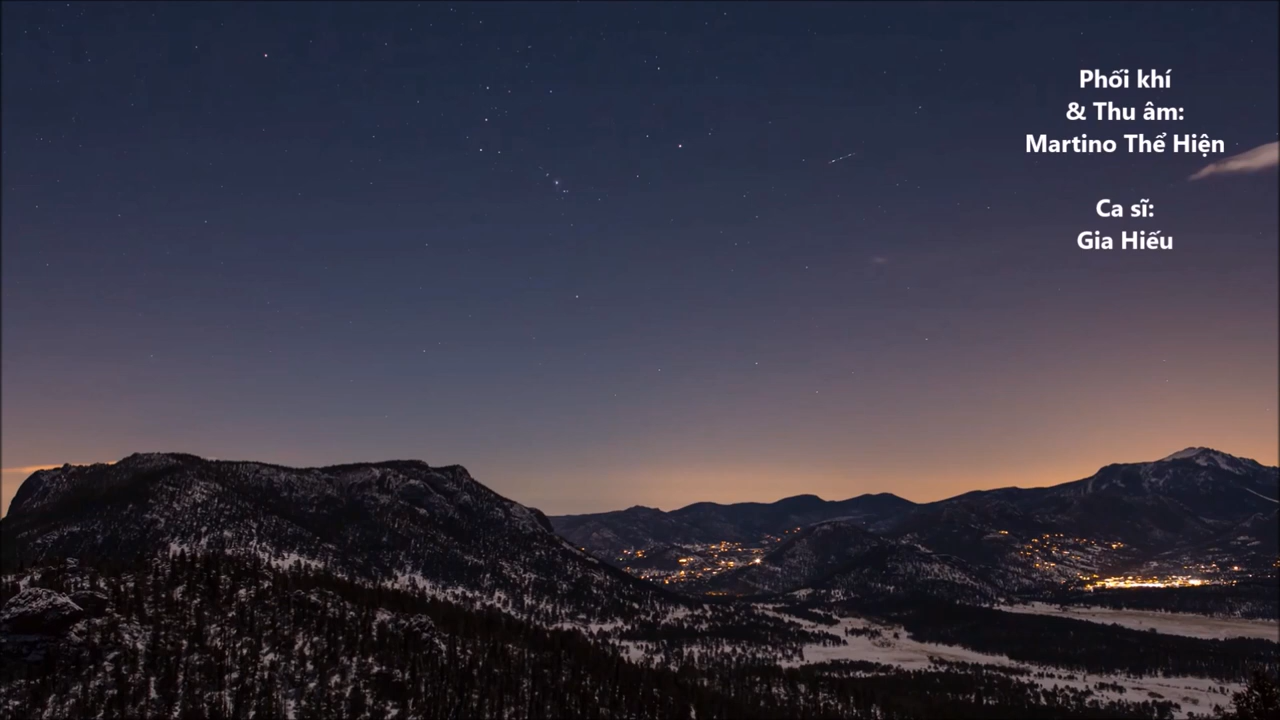 Phối khí
& Thu âm:
Martino Thể Hiện
Ca sĩ:
Gia Hiếu